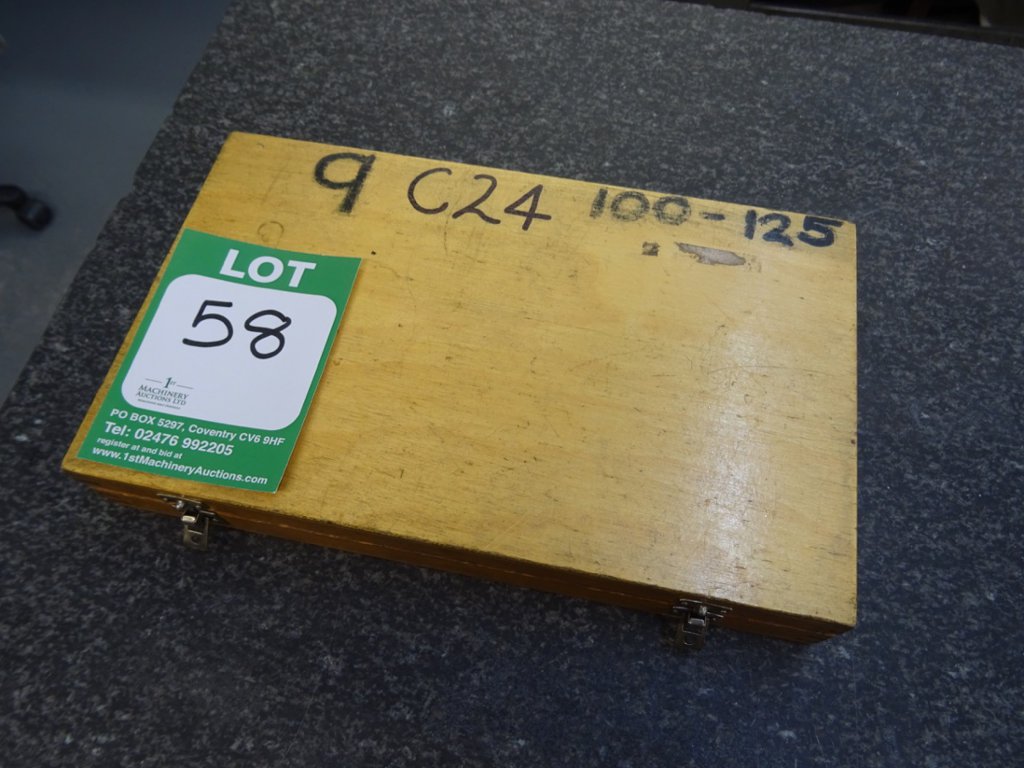 9 C24 100-125
LOT
58
1ST
MACHINERY
AUCTIONS LTD
PO BOX 5297, Coventry CV6 9HF
Tel: 02476 992205
register at and bid at
www.1stMachineryAuctions.com